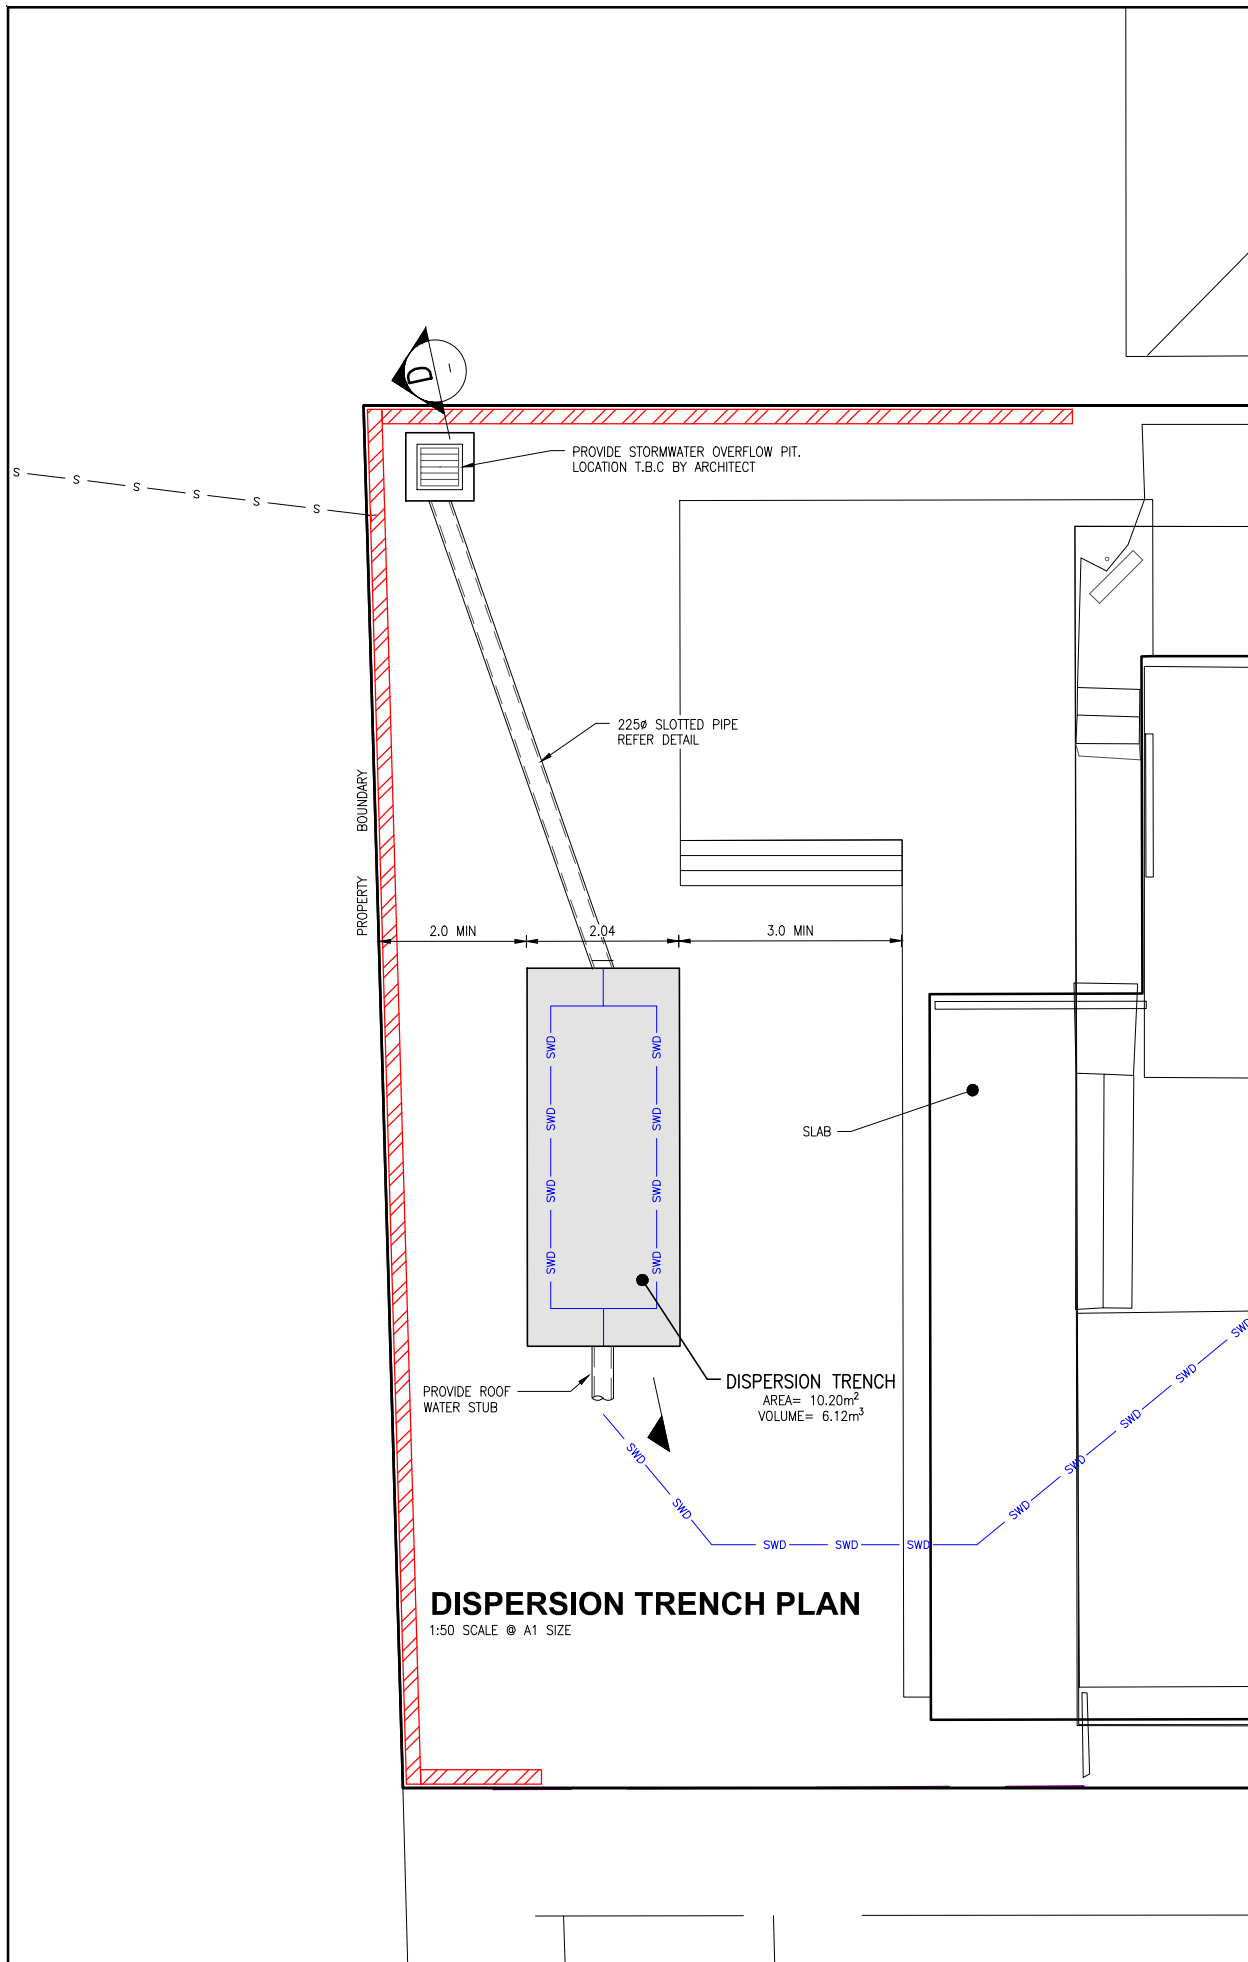 D
–
PROVIDE STORMWATER OVERFLOW PIT.
LOCATION T.B.C BY ARCHITECT
S S S S S S
225ø SLOTTED PIPE
REFER DETAIL
PROPERTY BOUNDARY
2.0 MIN
2.04
3.0 MIN
SWD SWD
SWD SWD
SWD SWD
SWD SWD
SLAB
DISPERSION TRENCH
AREA= 10.20m²
VOLUME= 6.12m³
PROVIDE ROOF
WATER STUB
SWD SWD SWD SWD SWD SWD SWD SWD SWD SWD
DISPERSION TRENCH PLAN
1:50 SCALE @ A1 SIZE